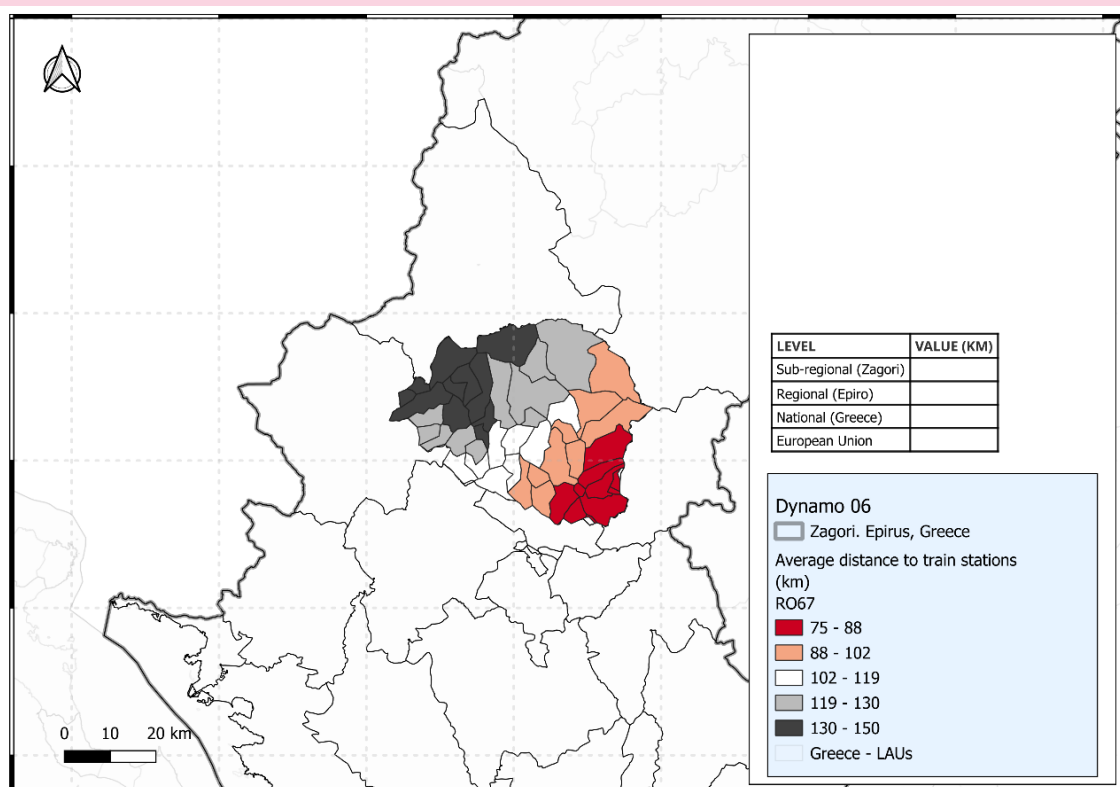 LEVEL VALUE (KM)
Sub-regional (Zagori)
Regional (Epiro)
National (Greece)
European Union
Dynamo 06
Zagori. Epirus, Greece
Average distance to train stations
(km)
RO67
75 - 88
88 - 102
102 - 119
119 - 130
130 - 150
Greece - LAUs
0 10 20 km